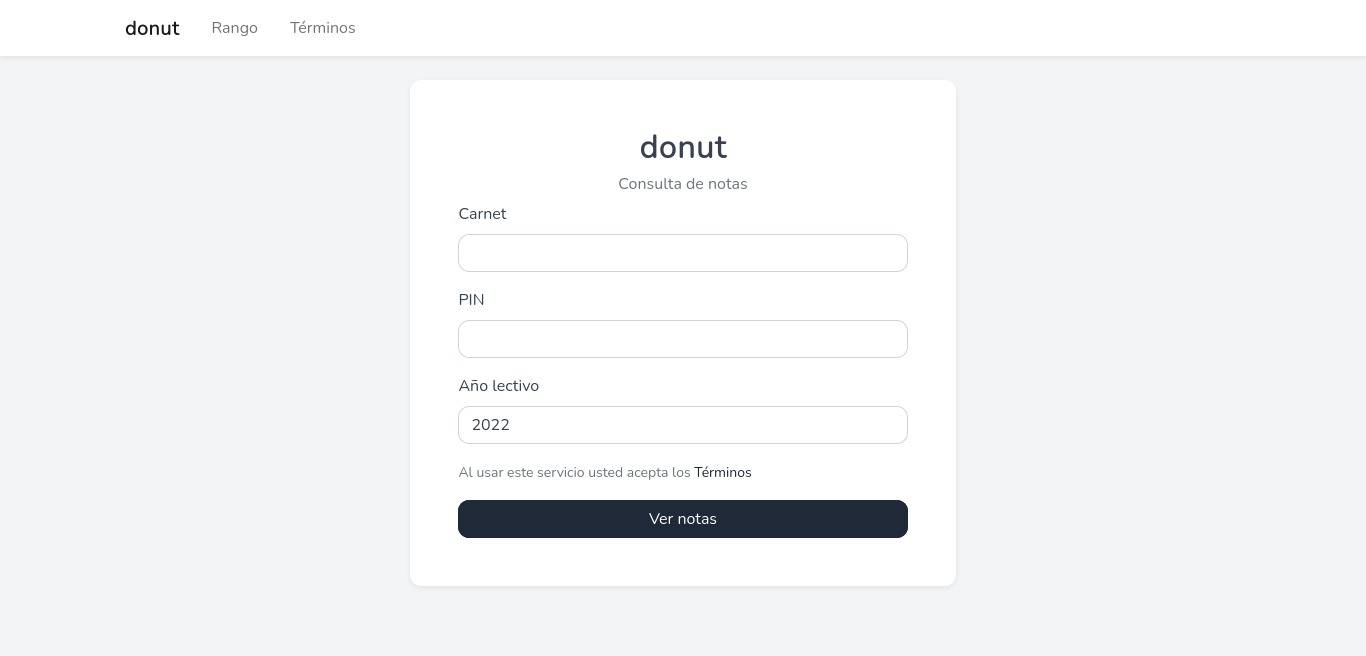 donut Rango Términos
donut
Consulta de notas
Carnet
PIN
Año lectivo
2022
Al usar este servicio usted acepta los Términos
Ver notas